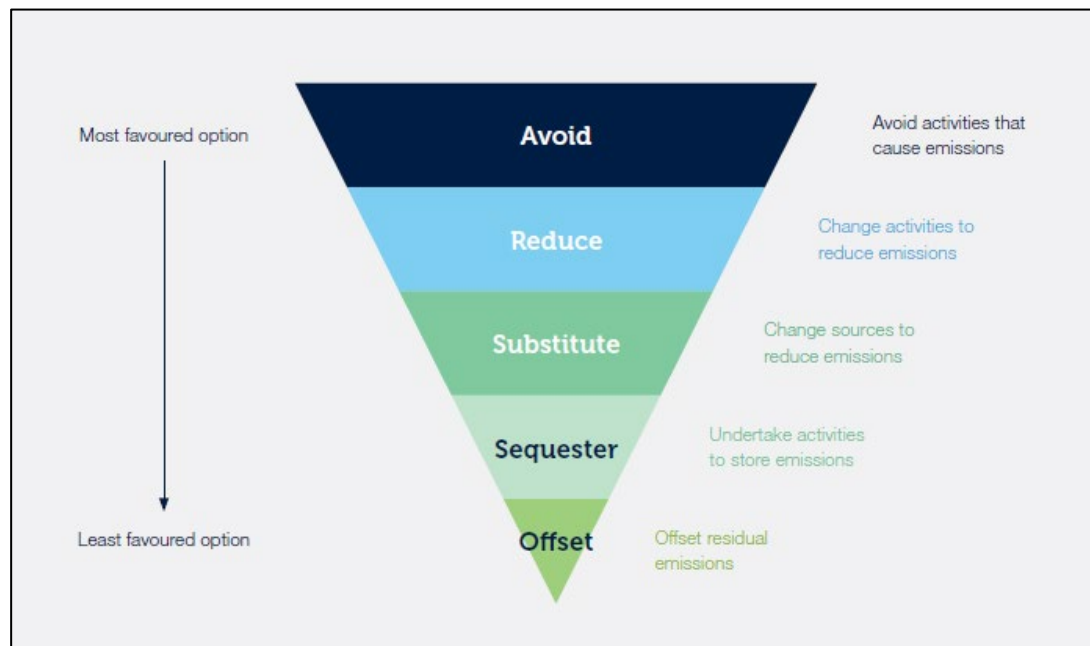 Most favoured option
Avoid
Avoid activities that
cause emissions
Reduce
Change activities to
reduce emissions
Substitute
Change sources to
reduce emissions
Sequester
Undertake activities
to store emissions
Least favoured option
Offset
Offset residual
emissions